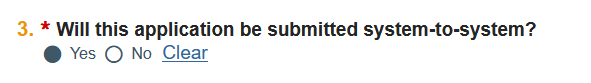 3. * Will this application be submitted system-to-system?
Yes No Clear